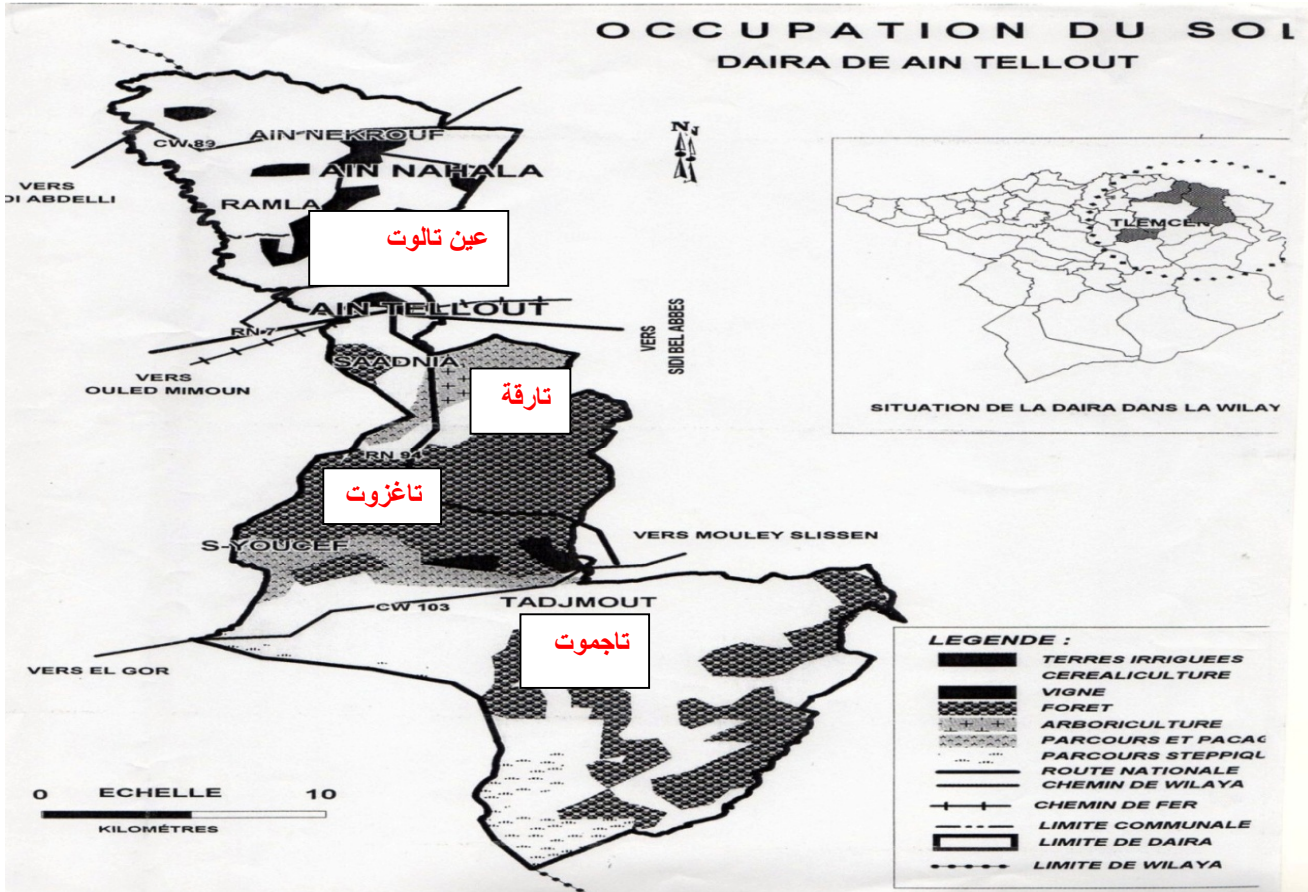 OCCUPATION DU SOL
DAIRA DE AIN TELLOUT
AIN NEKROUF
CW 89
AIN NAHALA
VERS
DI ABDELLI
RAMLA
عين تالوت
N
TLEMCEN
SITUATION DE LA DAIRA DANS LA WILAY
AIN TELLOUT
RN 7
VERS
SIDI BEL ABBES
SAADNIA
VERS
OULED MIMOUN
تارقة
RN 94
تاغزوت
S-YOUCEF
VERS MOULEY SLISSEN
CW 103
TADJMOUT
تاجموت
VERS EL GOR
LEGENDE :
TERRES IRRIGUEES
CEREALICULTURE
VIGNE
FORET
ARBORICULTURE
PARCOURS ET PACAG
PARCOURS STEPPIQU
ROUTE NATIONALE
CHEMIN DE WILAYA
CHEMIN DE FER
LIMITE COMMUNALE
LIMITE DE DAIRA
LIMITE DE WILAYA
0 ECHELLE 10
KILOMÉTRES